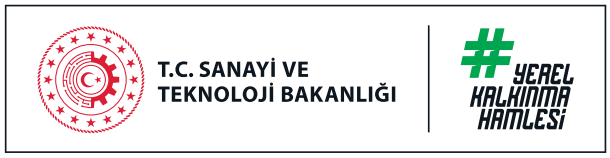 T.C. SANAYİ VE
TEKNOLOJİ BAKANLIĞI
#
YEREL
KALKINMA
HAMLESİ